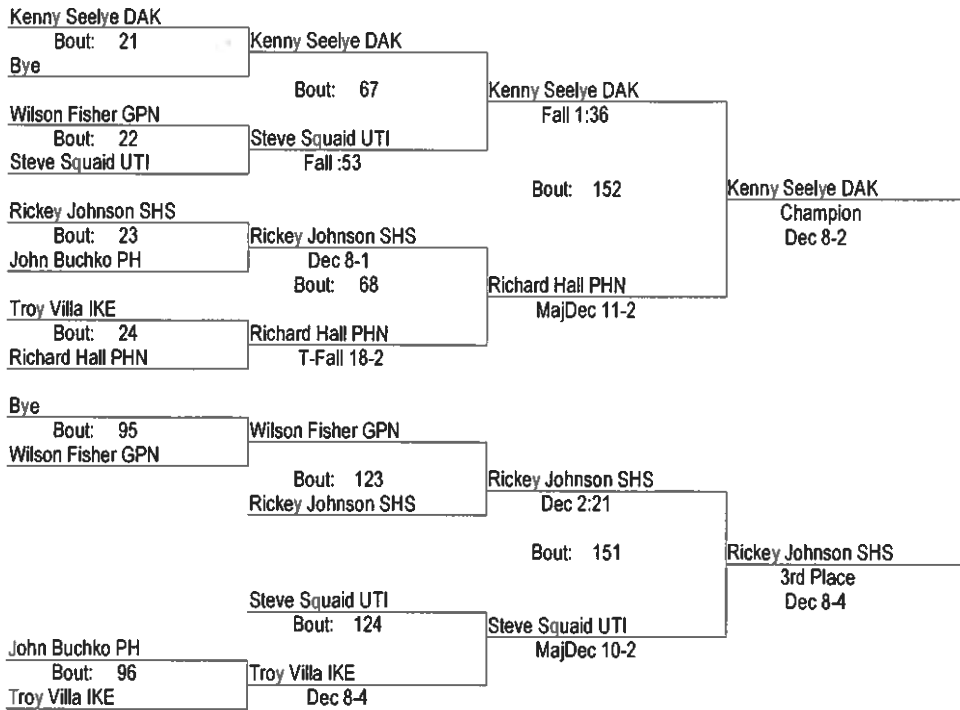 Kenny Seelye DAK
Bout: 21
Bye
Kenny Seelye DAK
Bout: 67
Wilson Fisher GPN
Bout: 22
Steve Squaid UTI
Steve Squaid UTI
Fall :53
Kenny Seelye DAK
Fall 1:36
Bout: 152
Rickey Johnson SHS
Bout: 23
John Buchko PH
Rickey Johnson SHS
Dec 8-1
Bout: 68
Troy Villa IKE
Bout: 24
Richard Hall PHN
Richard Hall PHN
T-Fall 18-2
Richard Hall PHN
MajDec 11-2
Kenny Seelye DAK
Champion
Dec 8-2
Bye
Bout: 95
Wilson Fisher GPN
Wilson Fisher GPN
Bout: 123
Rickey Johnson SHS
Rickey Johnson SHS
Dec 2:21
Bout: 151
Steve Squaid UTI
Bout: 124
John Buchko PH
Bout: 96
Troy Villa IKE
Troy Villa IKE
Dec 8-4
Steve Squaid UTI
MajDec 10-2
Rickey Johnson SHS
3rd Place
Dec 8-4